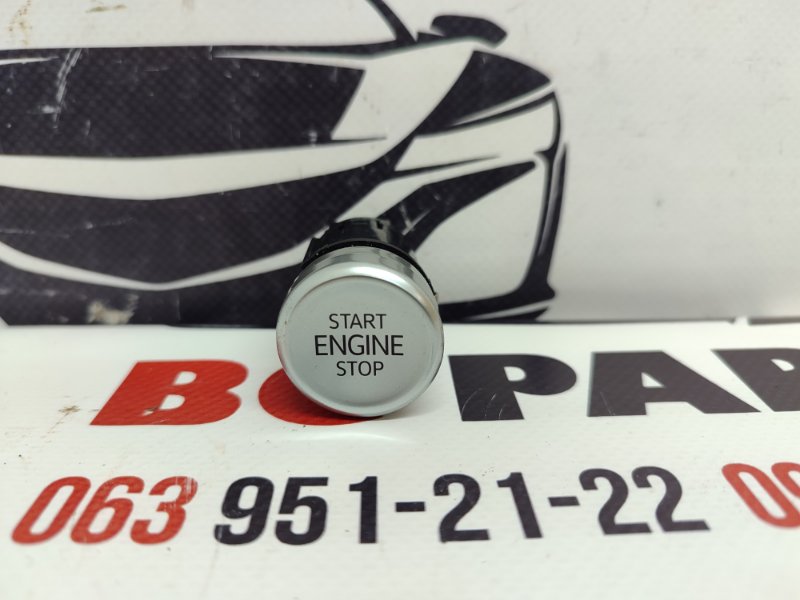 START
ENGINE
STOP
063 951-21-22